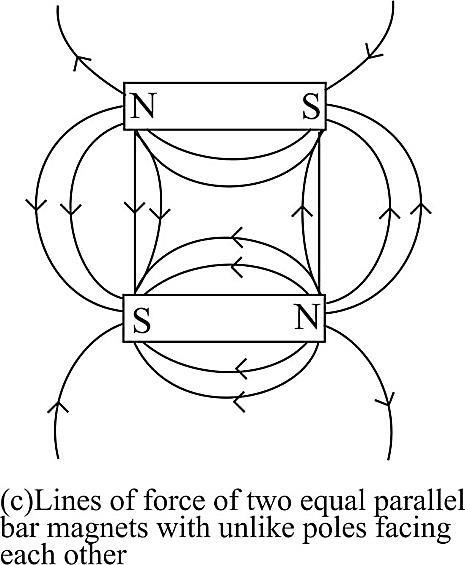 N S
S N
(c)Lines of force of two equal parallel
bar magnets with unlike poles facing
each other